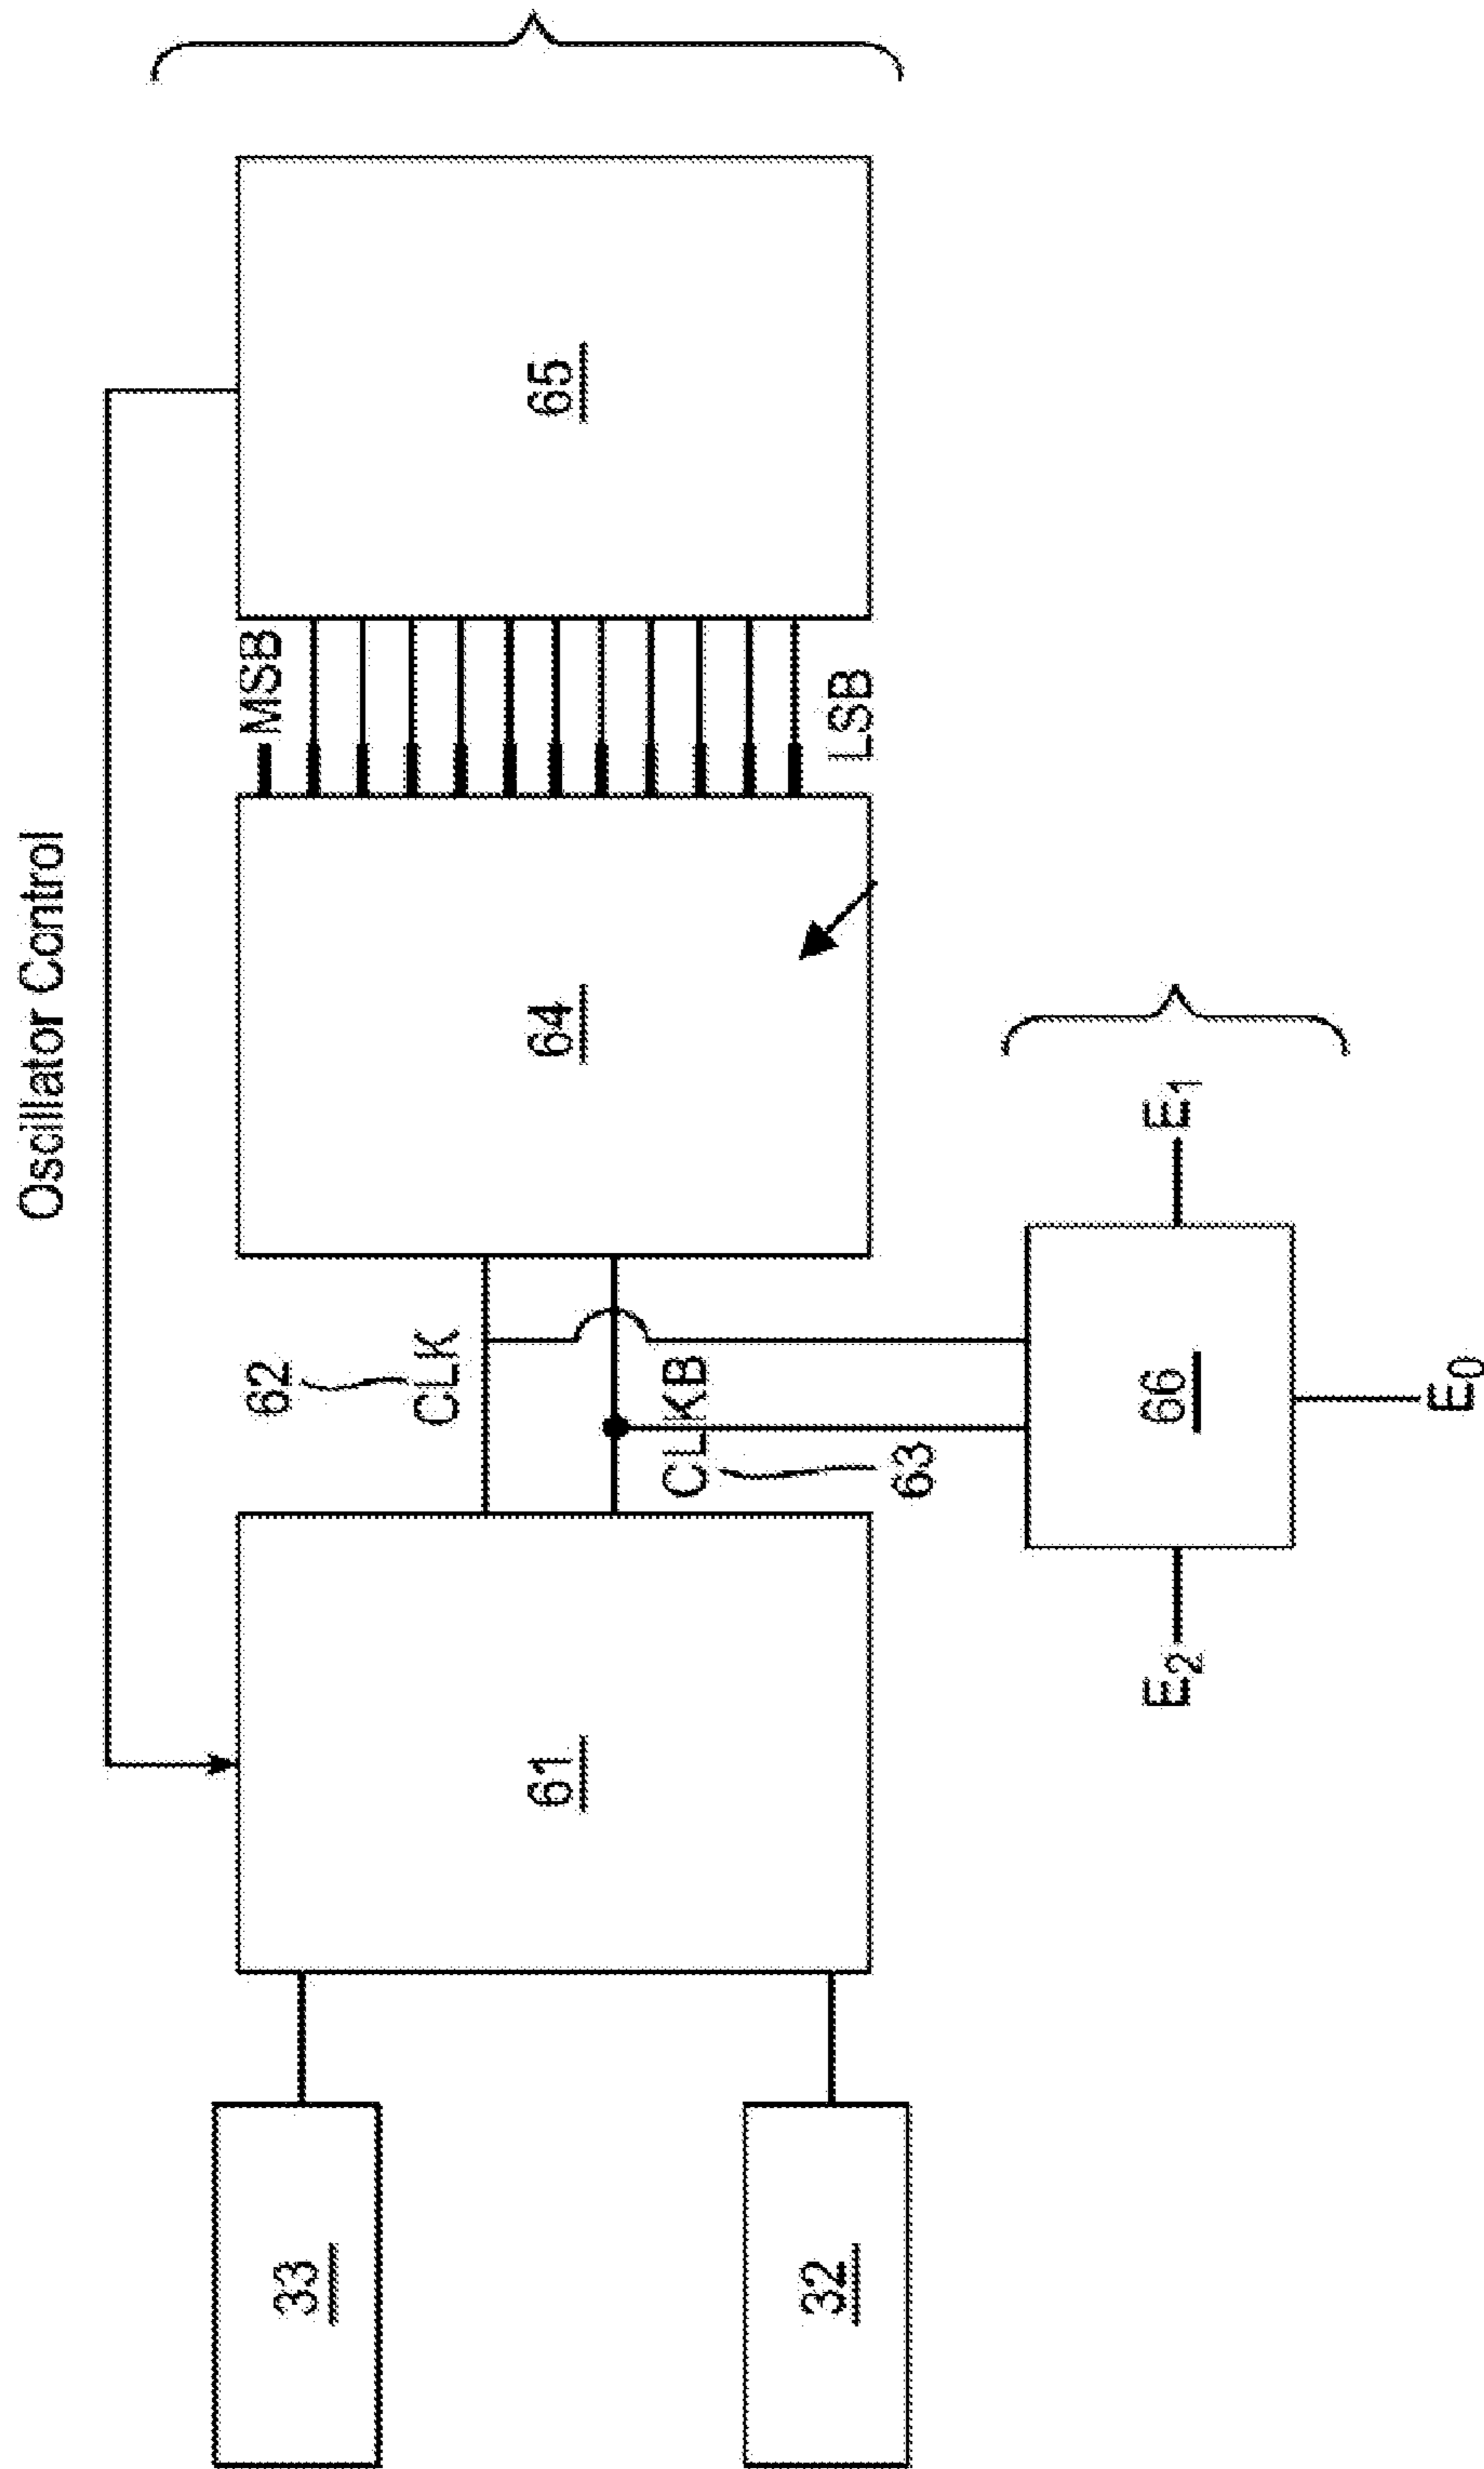 Oscillator Control
33
32
61
62
CLK
CLKB
63
64
MSB
LSB
65
66
E₂
E₁
E₀